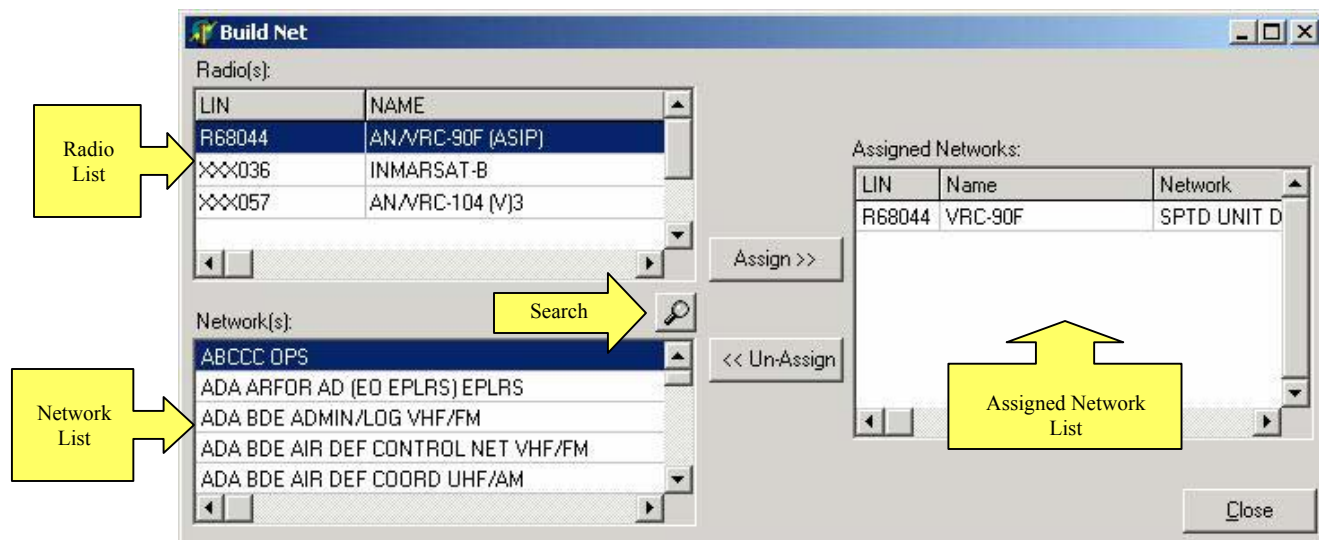 Build Net
Radio(s):
LIN NAME
R68044 AN/VRC-90F (ASIP)
XXX036 INMARSAT-B
XXX057 AN/VRC-104 (V)3
Radio
List
Search
Network(s):
ABCCC OPS
ADA ARFOR AD (EO EPLRS) EPLRS
ADA BDE ADMIN/LOG VHF/FM
ADA BDE AIR DEF CONTROL NET VHF/FM
ADA BDE AIR DEF COORD UHF/AM
Network
List
Assign >>
<< Un-Assign
Assigned Networks:
LIN Name Network
R68044 VRC-90F SPTD UNIT D
Assigned Network
List
Close